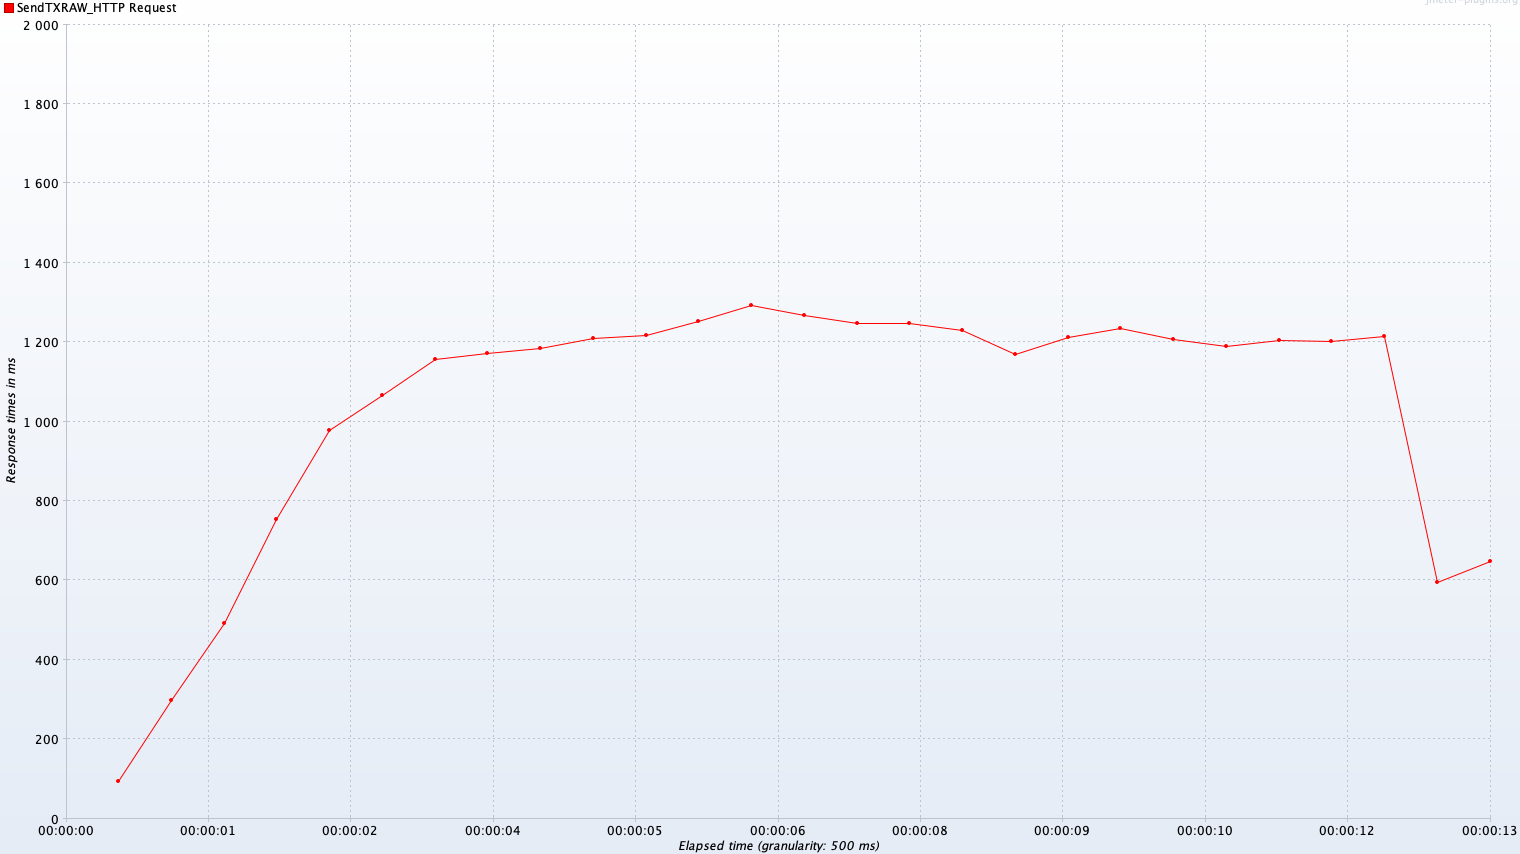 SendTXRAW_HTTP Request
jmeter-plugins.org
2 000
1 800
1 600
1 400
1 200
1 000
800
600
400
200
0
Response times in ms
00:00:00 00:00:01 00:00:02 00:00:04 00:00:05 00:00:06 00:00:08 00:00:09 00:00:10 00:00:12 00:00:13
Elapsed time (granularity: 500 ms)